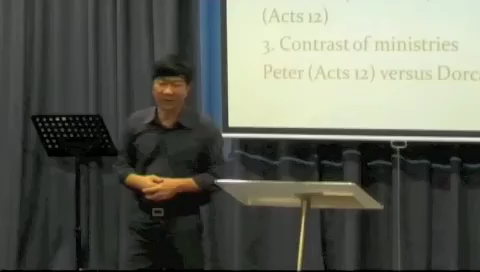 (Acts 12)
3. Contrast of ministries
Peter (Acts 12) versus Dorc